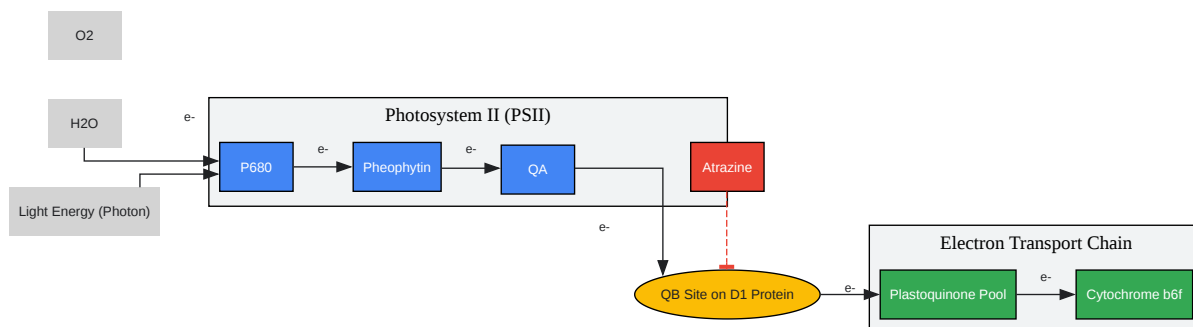 O2
H2O
e-
Photosystem II (PSII)
P680
e-
Pheophytin
e-
QA
Atrazine
Light Energy (Photon)
e-
Electron Transport Chain
QB Site on D1 Protein
e-
Plastoquinone Pool
e-
Cytochrome b6f